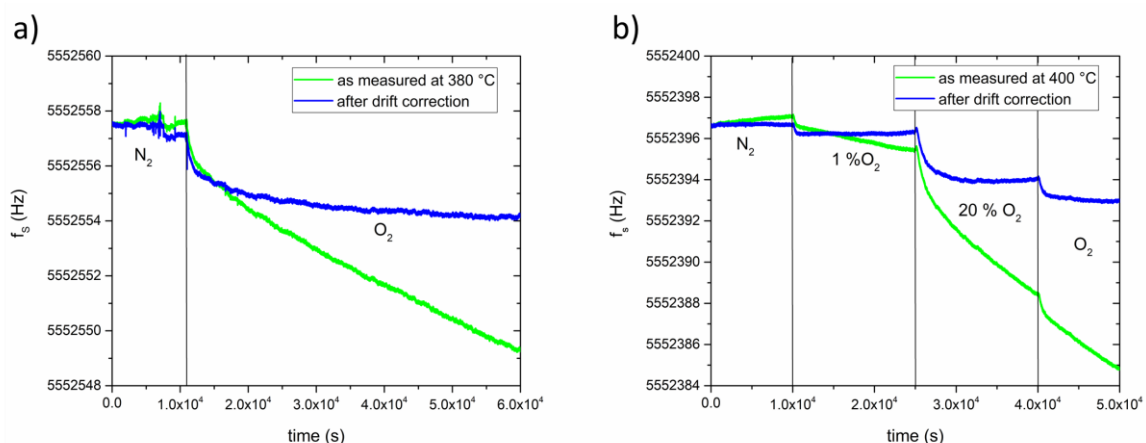 a)
5552560
5552558
5552556
5552554
5552551
5552550
5552548
fS (Hz)
as measured at 380 °C
after drift correction
N2
O2
0.0 1.0x10^4 2.0x10^4 3.0x10^4 4.0x10^4 5.0x10^4 6.0x10^4
time (s)
b)
5552400
5552398
5552396
5552394
5552393
5552390
5552388
5552386
5552384
fs (Hz)
as measured at 400 °C
after drift correction
N2
1 %O2
20 % O2
O2
0.0 1.0x10^4 2.0x10^4 3.0x10^4 4.0x10^4 5.0x10^4
time (s)